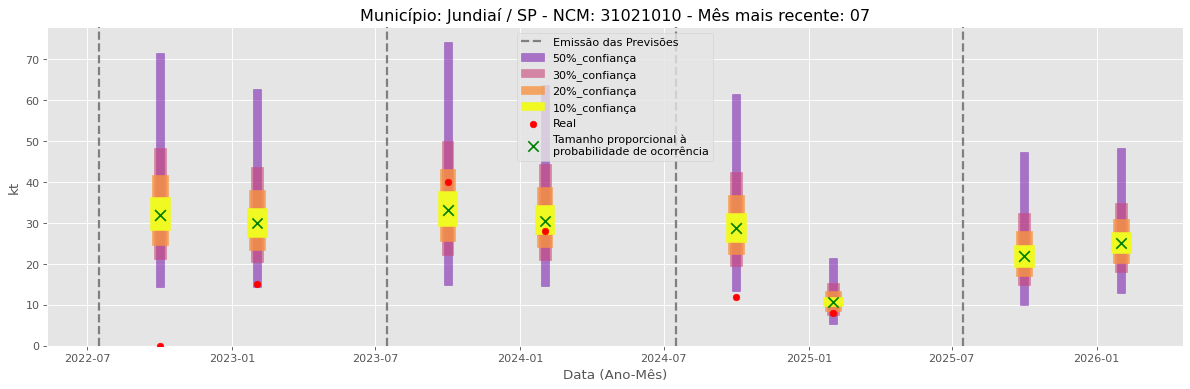 Município: Jundiaí / SP - NCM: 31021010 - Mês mais recente: 07
Emissão das Previsões
50%_confiança
30%_confiança
20%_confiança
10%_confiança
Real
Tamanho proporcional à
probabilidade de ocorrência
kt
70
60
50
40
30
20
10
0
2022-07
2023-01
2023-07
2024-01
2024-07
2025-01
2025-07
2026-01
Data (Ano-Mês)